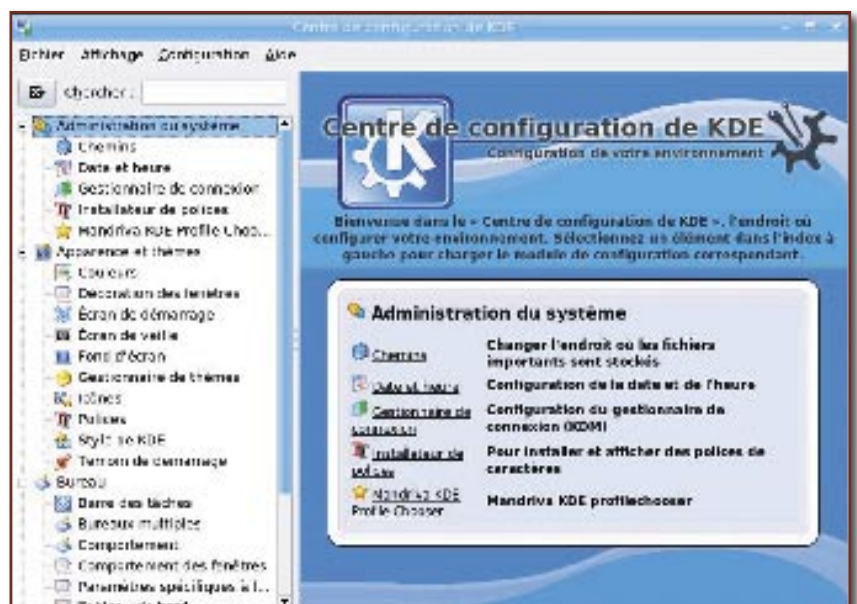 Centre de configuration de KDE
Fichier Affichage Configuration Aide
Chercher :
Administration du système
Chemins
Date et heure
Gestionnaire de connexion
Installateur de polices
Mandriva KDE Profile Choo...
Apparence et thèmes
Couleurs
Décoration des fenêtres
Écran de démarrage
Écran de veille
Fond d'écran
Gestionnaire de thèmes
Icônes
Polices
Style de KDE
Témoin de démarrage
Bureau
Barre des tâches
Bureaux multiples
Comportement
Comportement des fenêtres
Paramètres spécifiques à l...
Centre de configuration de KDE
Configuration de votre environnement
Bienvenue dans le « Centre de configuration de KDE », l'endroit où
configurer votre environnement. Sélectionnez un élément dans l'index à
gauche pour charger le module de configuration correspondant.
Administration du système
Chemins
Changer l'endroit où les fichiers
importants sont stockés
Date et heure
Configuration de la date et de l'heure
Gestionnaire de
connexion
Configuration du gestionnaire de
connexion (KDM)
Installateur de
polices
Pour installer et afficher des polices de
caractères
Mandriva KDE
Profile Chooser
Mandriva KDE profilechooser